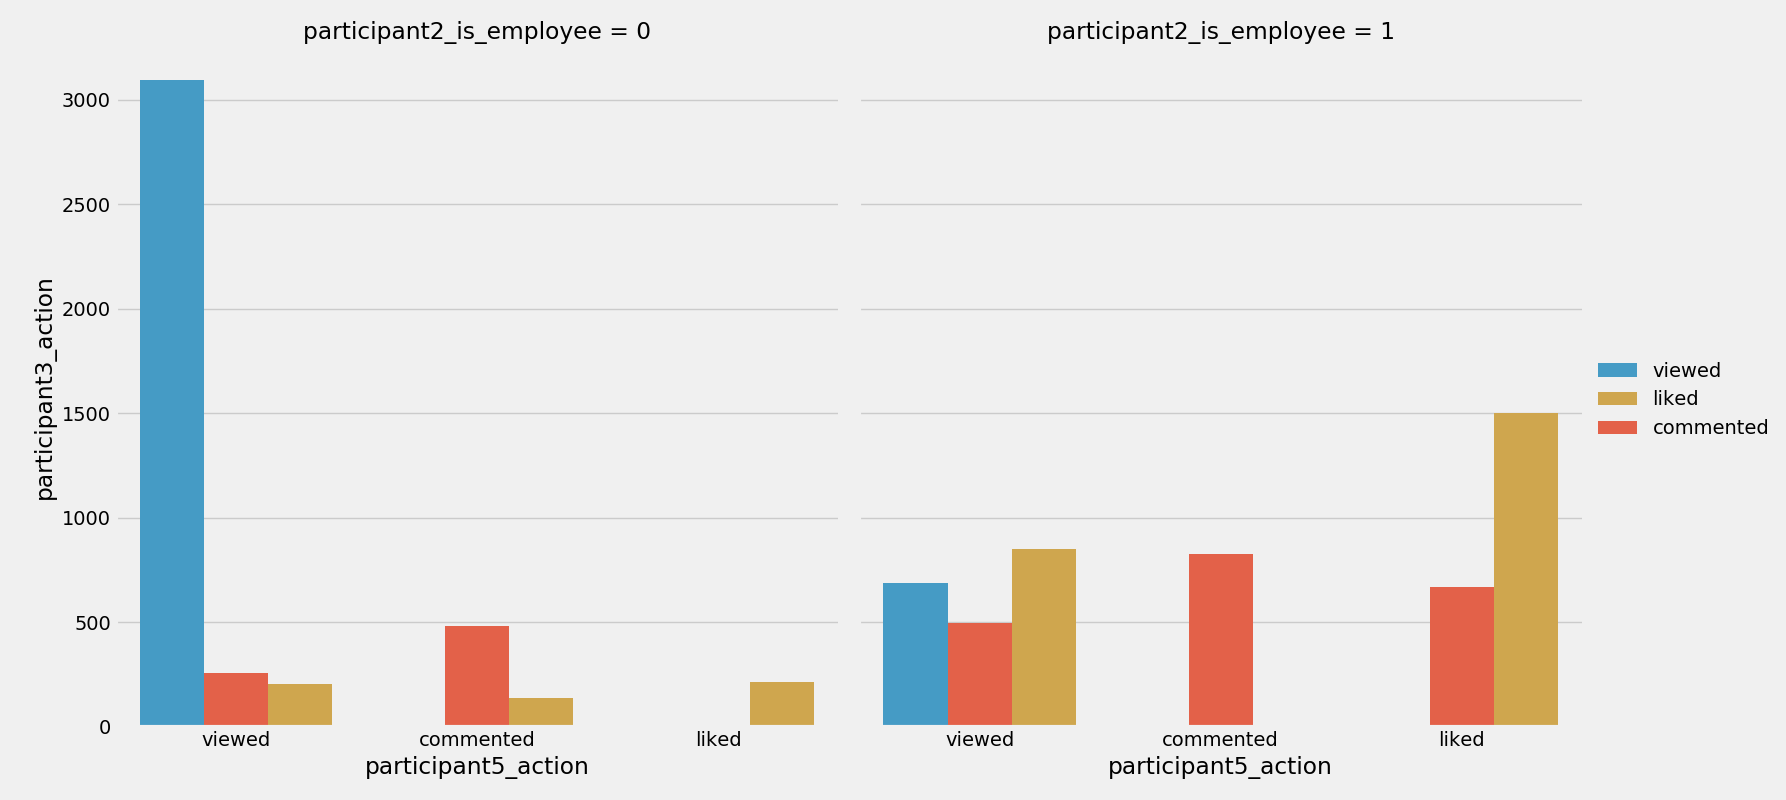 participant2_is_employee = 0
participant2_is_employee = 1
3000
2500
2000
1500
1000
500
0
participant3_action
viewed
commented
liked
participant5_action
viewed
commented
liked
participant5_action
viewed
liked
commented